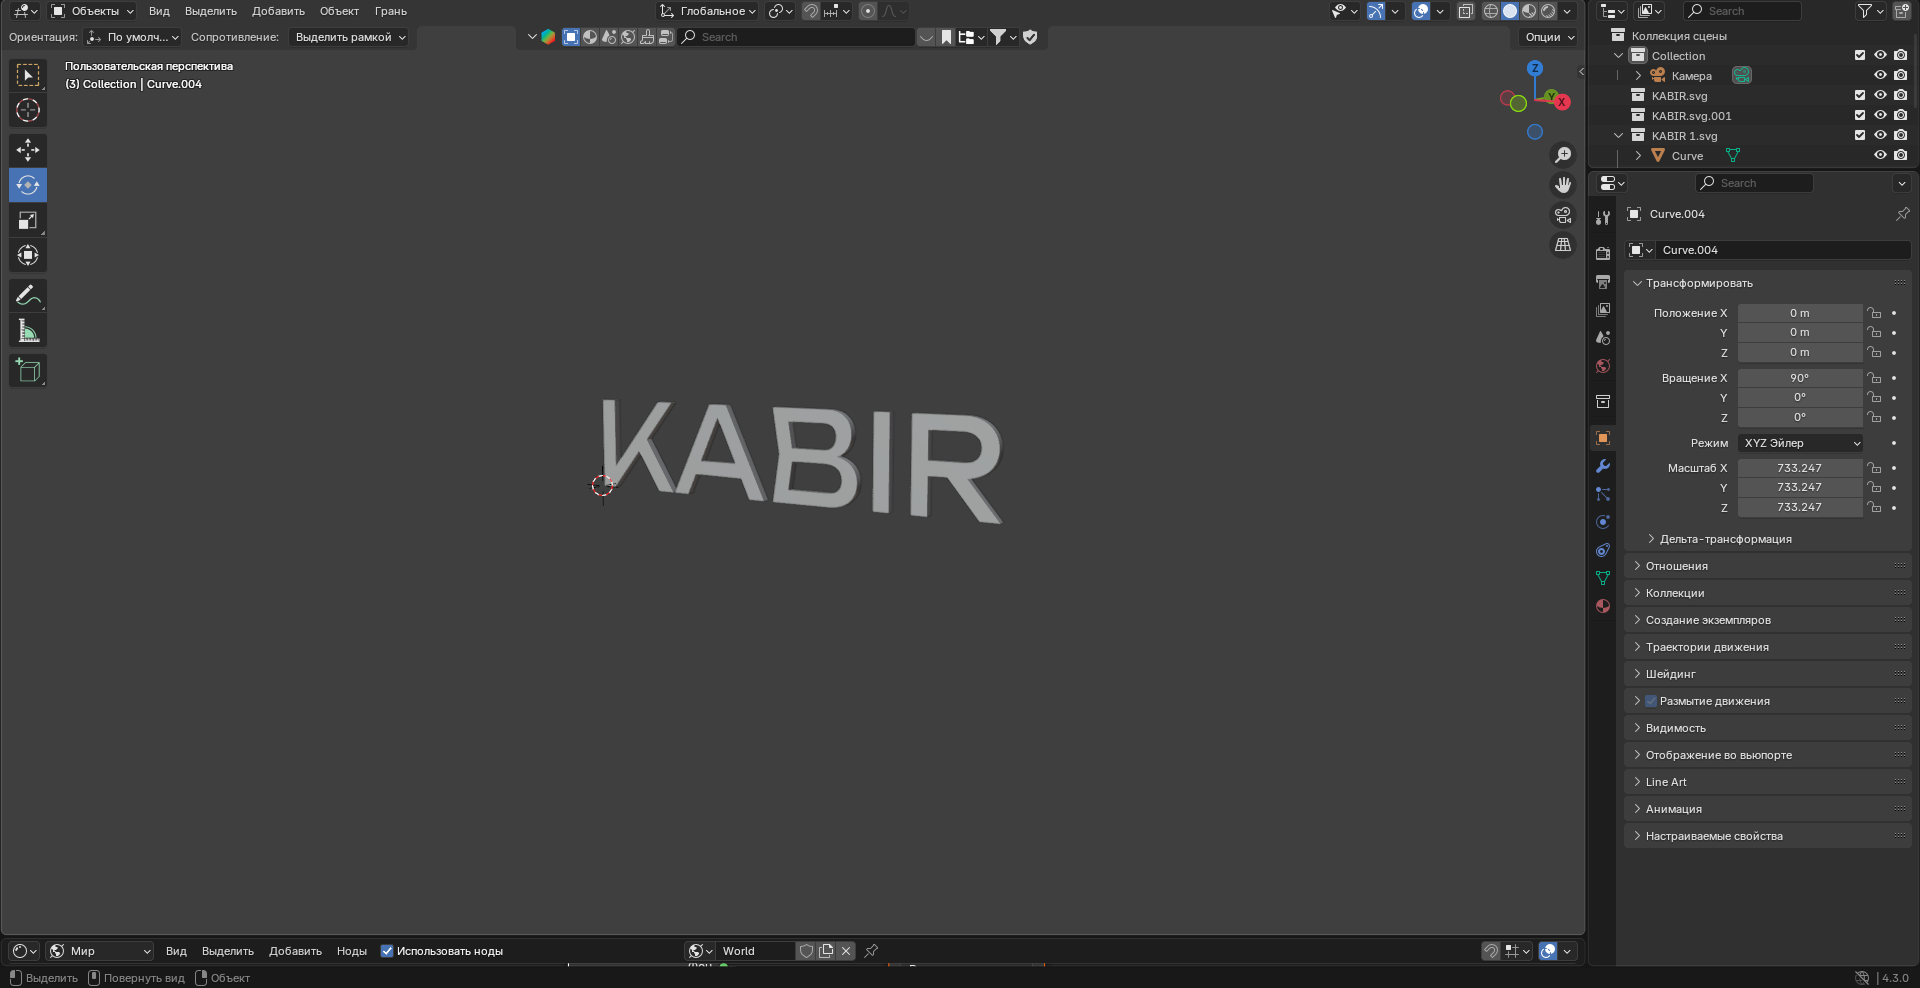 Объекты Вид Выделить Добавить Объект Грань Глобальное Search
Ориентация: По умолч... Сопротивление: Выделить рамкой Search Опции
Пользовательская перспектива
(3) Collection | Curve.004
Z
Y
X
KABIR
Коллекция сцены
Collection
Камера
KABIR.svg
KABIR.svg.001
KABIR 1.svg
Curve
Search
Curve.004
Curve.004
Трансформировать
Положение X 0 m
Y 0 m
Z 0 m
Вращение X 90°
Y 0°
Z 0°
Режим XYZ Эйлер
Масштаб X 733.247
Y 733.247
Z 733.247
Дельта-трансформация
Отношения
Коллекции
Создание экземпляров
Траектории движения
Шейдинг
Размытие движения
Видимость
Отображение во вьюпорте
Line Art
Анимация
Настраиваемые свойства
Мир Вид Выделить Добавить Ноды Использовать ноды World
Выделить Повернуть вид Объект 4.3.0